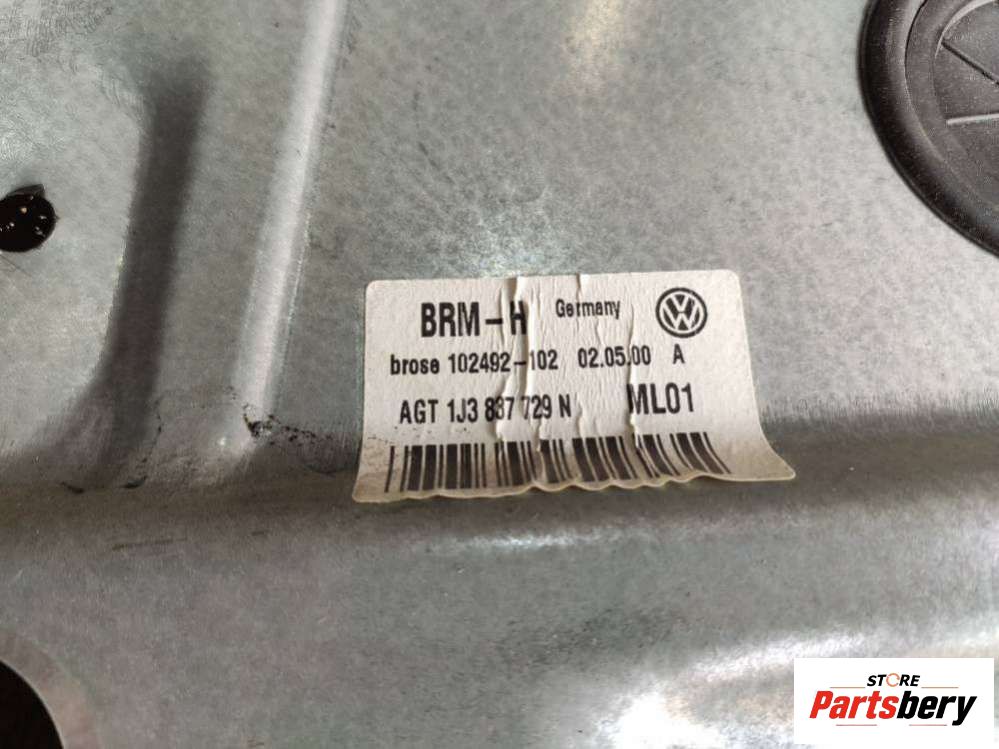 BRM-H Germany
brose 102492-102 02.05.00 A
AGT 1J3 837 729 N ML01
STORE
Partsbery